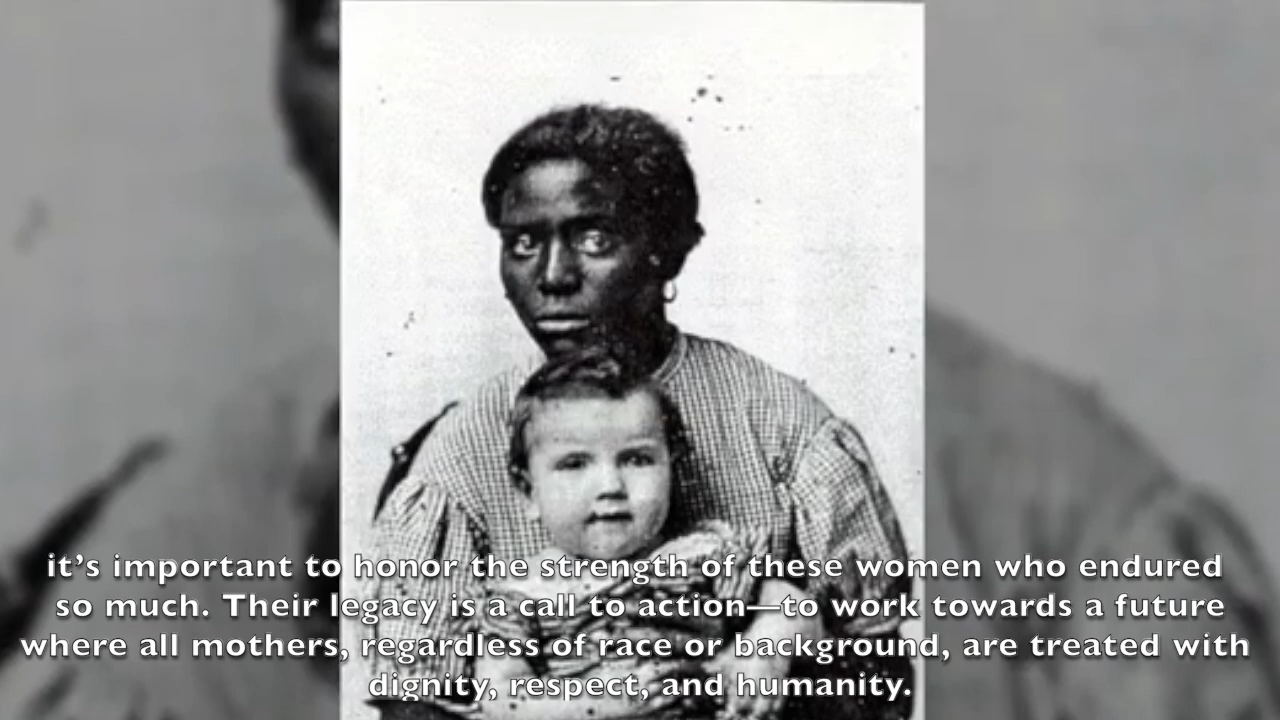 it’s important to honor the strength of these women who endured
so much. Their legacy is a call to action—to work towards a future
where all mothers, regardless of race or background, are treated with
dignity, respect, and humanity.